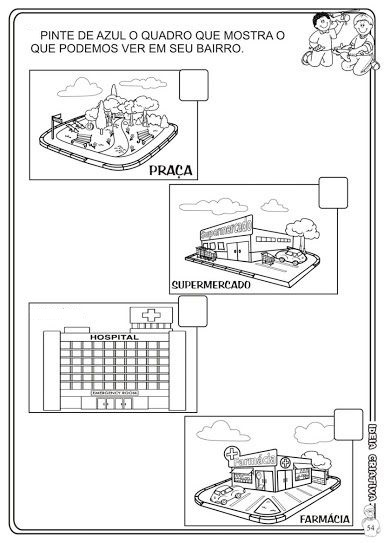 PINTE DE AZUL O QUADRO QUE MOSTRA O
QUE PODEMOS VER EM SEU BAIRRO.
PRAÇA
Supermercado
SUPERMERCADO
HOSPITAL
EMERGENCY ROOM
Farmácia
FARMÁCIA
IDEIA CRIATIVA
54